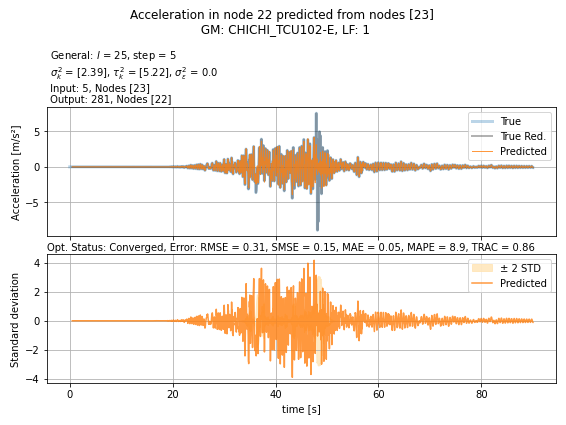 Acceleration in node 22 predicted from nodes [23]
GM: CHICHI_TCU102-E, LF: 1
General: l = 25, step = 5
σ²ₖ = [2.39], τ²ₖ = [5.22], σ²ε = 0.0
Input: 5, Nodes [23]
Output: 281, Nodes [22]
True
True Red.
Predicted
Acceleration [m/s²]
5
0
−5
Opt. Status: Converged, Error: RMSE = 0.31, SMSE = 0.15, MAE = 0.05, MAPE = 8.9, TRAC = 0.86
± 2 STD
Predicted
Standard deviation
4
2
0
−2
−4
0 20 40 60 80
time [s]